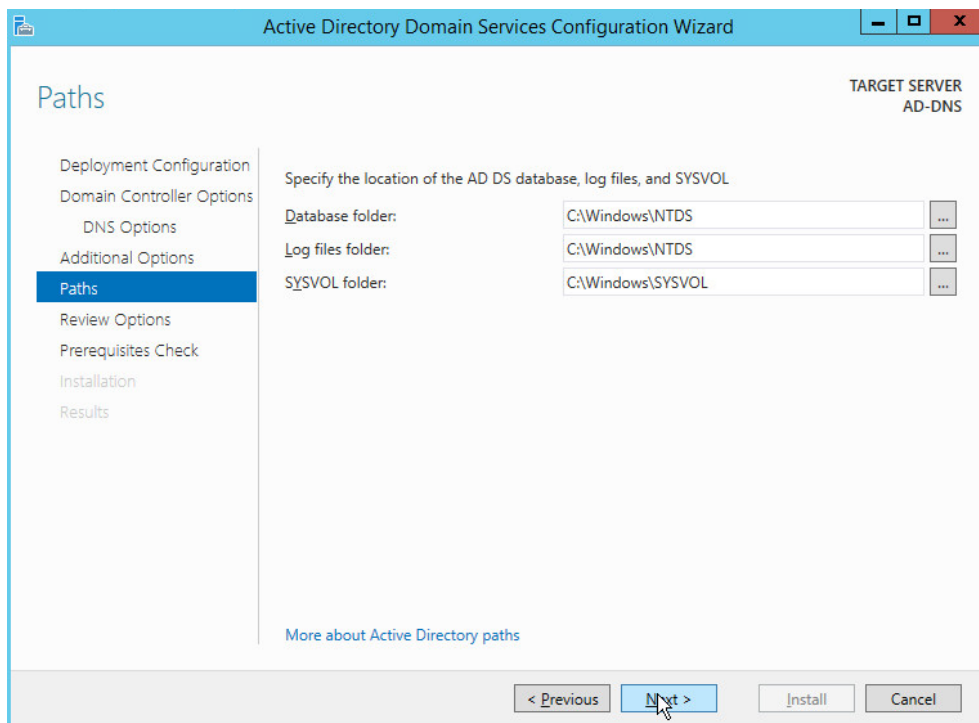 Active Directory Domain Services Configuration Wizard
Paths
TARGET SERVER
AD-DNS
Deployment Configuration
Domain Controller Options
DNS Options
Additional Options
Paths
Review Options
Prerequisites Check
Installation
Results
Specify the location of the AD DS database, log files, and SYSVOL
Database folder: C:\Windows\NTDS ...
Log files folder: C:\Windows\NTDS ...
SYSVOL folder: C:\Windows\SYSVOL ...
More about Active Directory paths
< Previous Next > Install Cancel